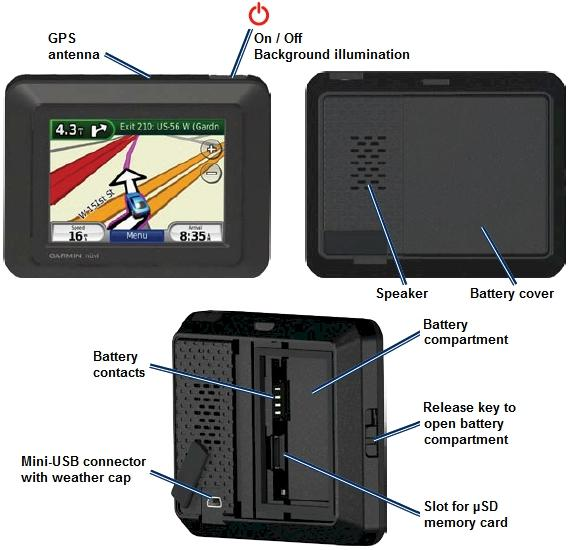 GPS
antenna
On / Off
Background illumination
4.3
Exit 210: US-56 W (Gardn
W 151st St
Speed
16
Arrival
8:35
Menu
GARMIN nüvi
Speaker
Battery cover
Battery
compartment
Battery
contacts
Release key to
open battery
compartment
Mini-USB connector
with weather cap
Slot for µSD
memory card